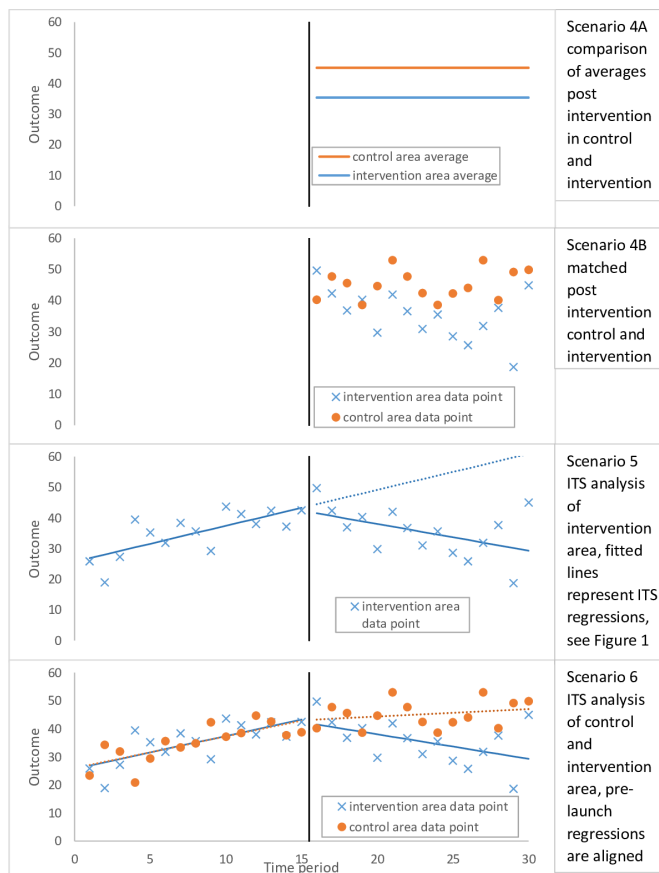 60
50
40
30
20
10
0
Outcome
control area average
intervention area average
Scenario 4A
comparison
of averages
post
intervention
in control
and
intervention
60
50
40
30
20
10
0
Outcome
intervention area data point
control area data point
Scenario 4B
matched
post
intervention
control and
intervention
60
50
40
30
20
10
0
Outcome
intervention area
data point
Scenario 5
ITS analysis
of
intervention
area, fitted
lines
represent ITS
regressions,
see Figure 1
60
50
40
30
20
10
0
Outcome
intervention area data point
control area data point
0 5 10 15 20 25 30
Time period
Scenario 6
ITS analysis
of control
and
intervention
area, pre-
launch
regressions
are aligned